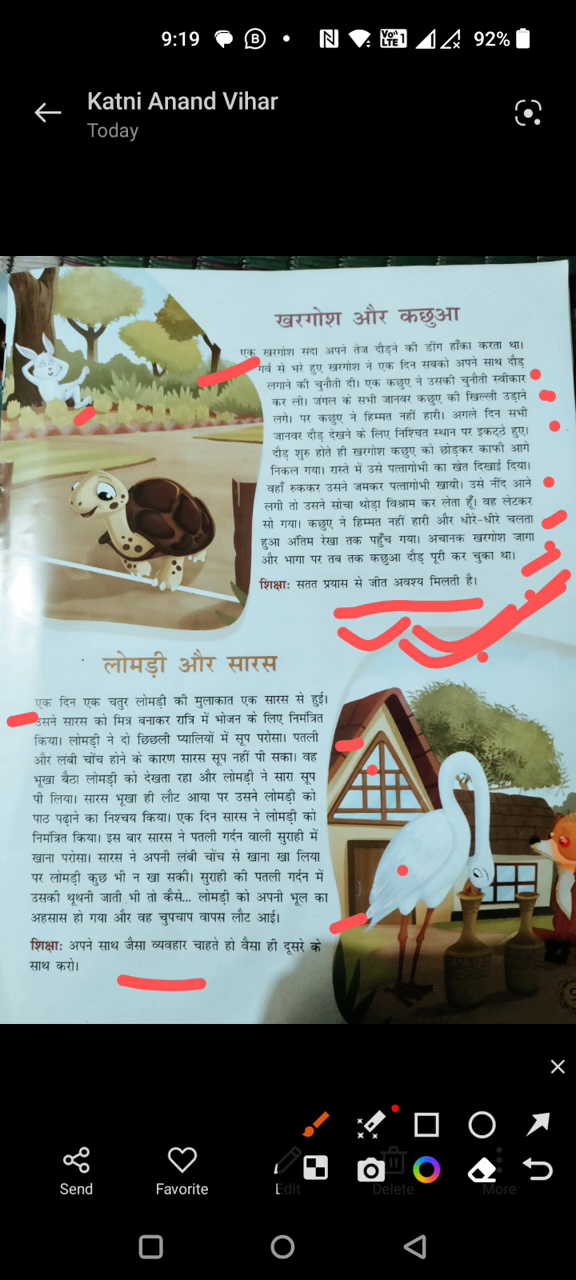 9:19
VoI)
LTE 1
92%
Katni Anand Vihar
Today
खरगोश और कछुआ
एक खरगोश सदा अपने तेज दौड़ने की डींग हाँका करता था।
गर्व से भरे हुए खरगोश ने एक दिन सबको अपने साथ दौड़
लगाने की चुनौती दी। एक कछुए ने उसकी चुनौती स्वीकार
कर ली। जंगल के सभी जानवर कछुए की खिल्ली उड़ाने
लगे। पर कछुए ने हिम्मत नहीं हारी। अगले दिन सभी
जानवर दौड़ देखने के लिए निश्चित स्थान पर इकट्ठे हुए।
दौड़ शुरु होते ही खरगोश कछुए को छोड़कर काफी आगे
निकल गया। रास्ते में उसे पत्तागोभी का खेत दिखाई दिया।
वहाँ रुककर उसने जमकर पत्तागोभी खायी। उसे नींद आने
लगी तो उसने सोचा थोड़ा विश्राम कर लेता हूँ। वह लेटकर
सो गया। कछुए ने हिम्मत नहीं हारी और धीरे-धीरे चलता
हुआ अंतिम रेखा तक पहुँच गया। अचानक खरगोश जागा
और भागा पर तब तक कछुआ दौड़ पूरी कर चुका था।
शिक्षा: सतत प्रयास से जीत अवश्य मिलती है।
लोमड़ी और सारस
एक दिन एक चतुर लोमड़ी की मुलाकात एक सारस से हुई।
उसने सारस को मित्र बनाकर रात्रि में भोजन के लिए निमंत्रित
किया। लोमड़ी ने दो छिछली प्यालियों में सूप परोसा। पतली
और लंबी चोंच होने के कारण सारस सूप नहीं पी सका। वह
भूखा बैठा लोमड़ी को देखता रहा और लोमड़ी ने सारा सूप
पी लिया। सारस भूखा ही लौट आया पर उसने लोमड़ी को
पाठ पढ़ाने का निश्चय किया। एक दिन सारस ने लोमड़ी को
निमंत्रित किया। इस बार सारस ने पतली गर्दन वाली सुराही में
खाना परोसा। सारस ने अपनी लंबी चोंच से खाना खा लिया
पर लोमड़ी कुछ भी न खा सकी। सुराही की पतली गर्दन में
उसकी थूथनी जाती भी तो कैसे... लोमड़ी को अपनी भूल का
अहसास हो गया और वह चुपचाप वापस लौट आई।
शिक्षा: अपने साथ जैसा व्यवहार चाहते हो वैसा ही दूसरे के
साथ करो।
Send
Favorite
Edit
Delete
More